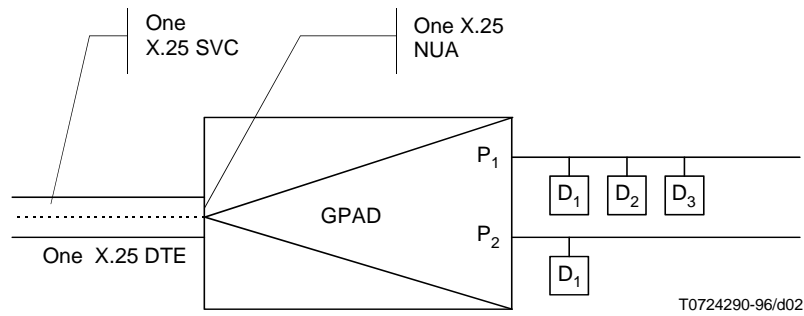 One
X.25 SVC
One X.25
NUA
P1
D1 D2 D3
GPAD
P2
One X.25 DTE
D1
T0724290-96/d02